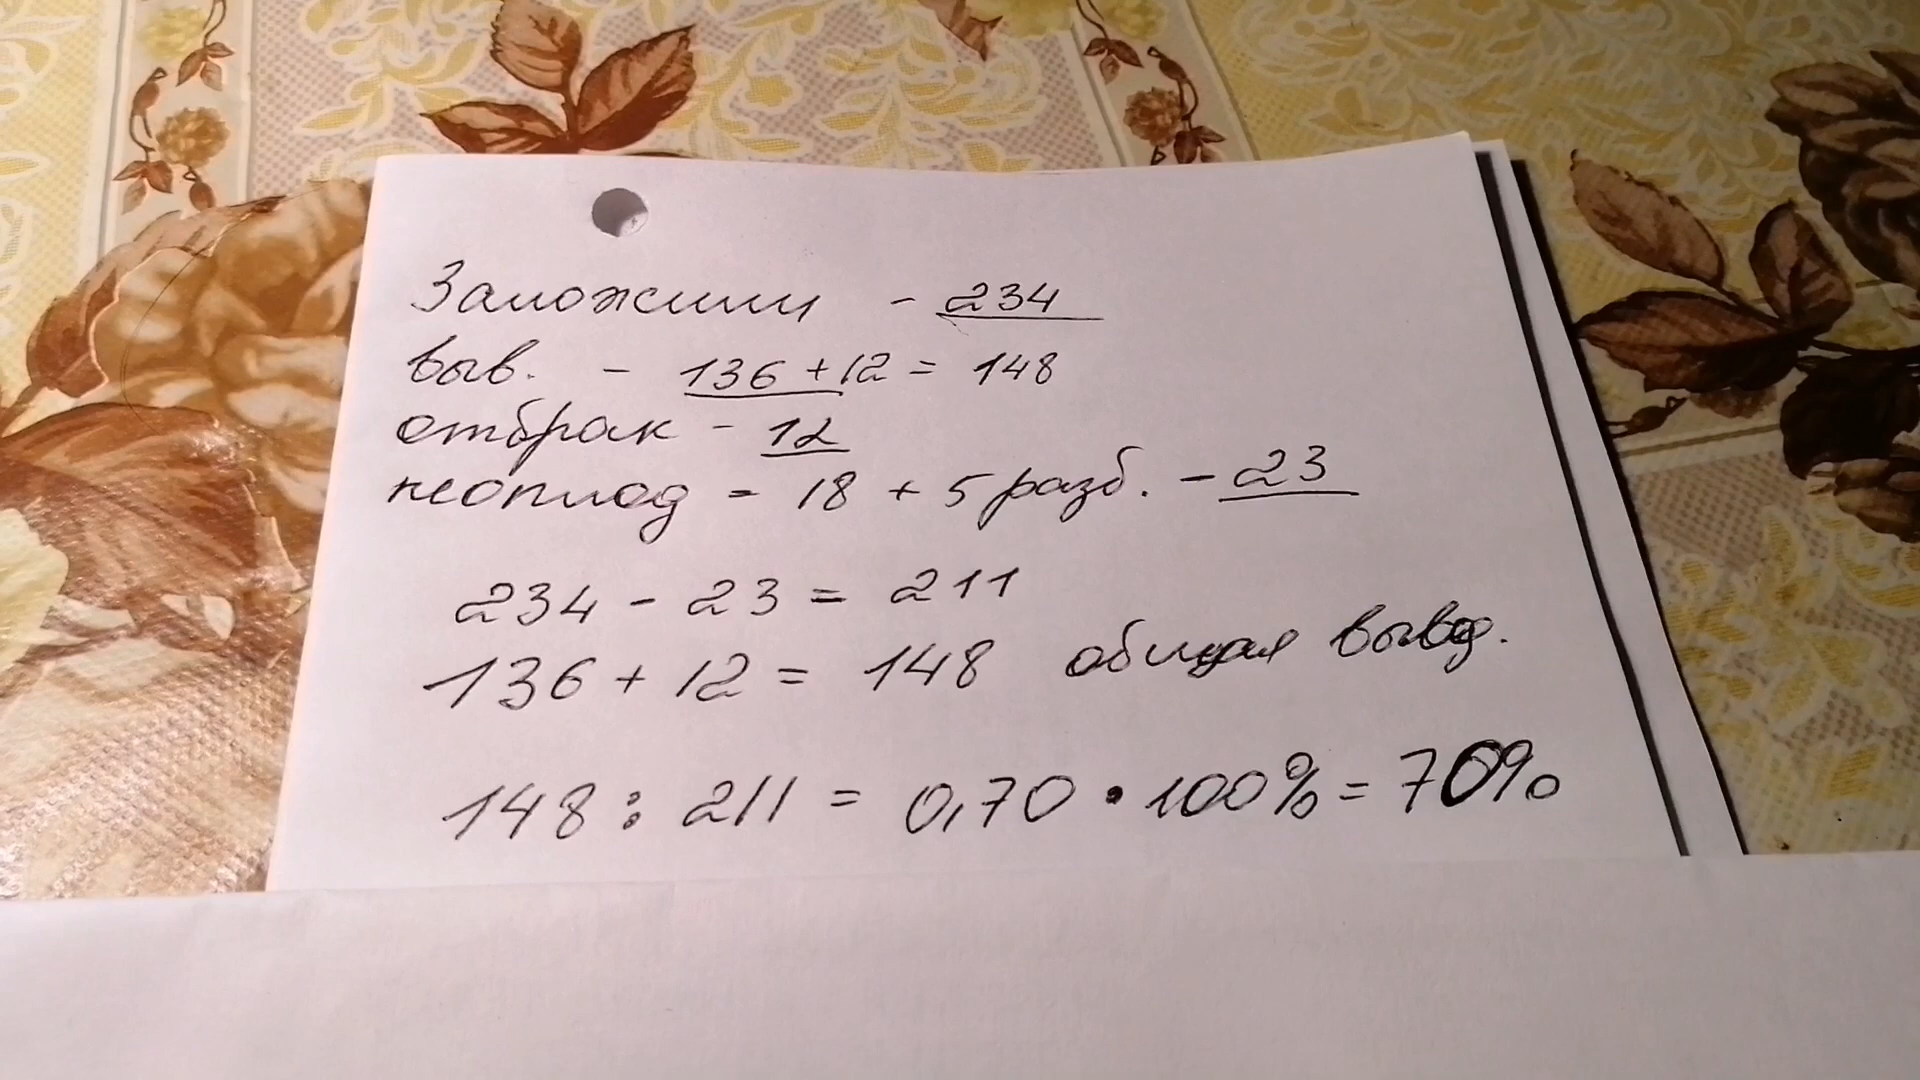 Заложили - 234
выв. - 136 + 12 = 148
отбрак - 12
неоплод - 18 + 5 разб. - 23
234 - 23 = 211
136 + 12 = 148 общая вывод.
148 : 211 = 0,70 • 100% = 70%